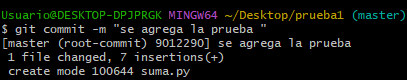 Usuario@DESKTOP-DPJPRGK MINGW64 ~/Desktop/prueba1 (master)
$ git commit -m "se agrega la prueba "
[master (root-commit) 9012290] se agrega la prueba
 1 file changed, 7 insertions(+)
 create mode 100644 suma.py